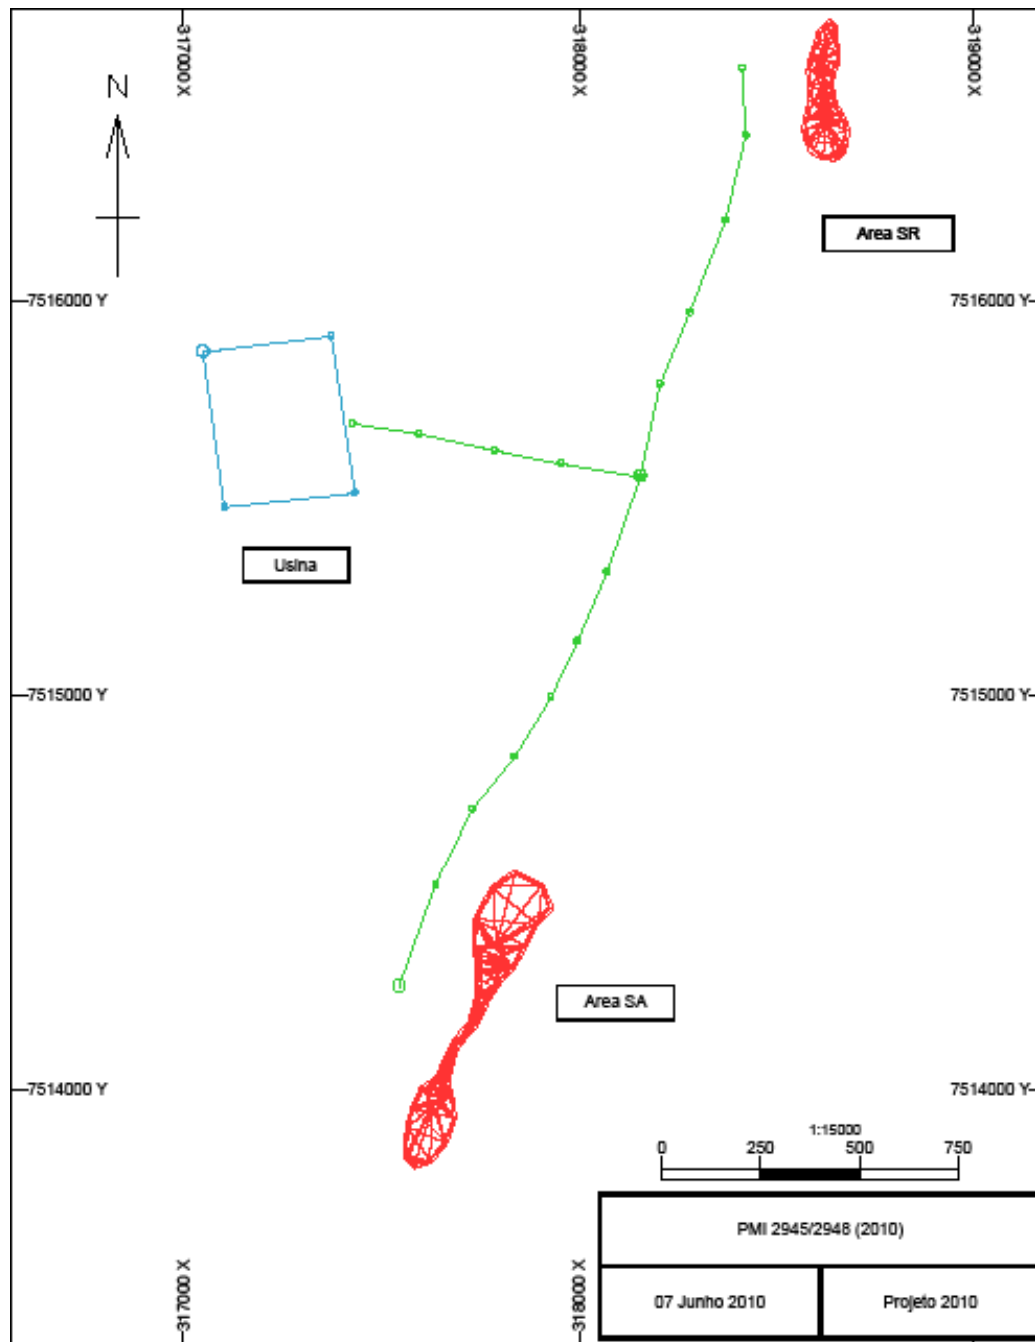 317000 X
318000 X
319000 X
N
Area SR
7516000 Y
7516000 Y
Usina
7515000 Y
7515000 Y
Area SA
7514000 Y
7514000 Y
1:15000
0 250 500 750
PMI 2945/2948 (2010)
07 Junho 2010
Projeto 2010
317000 X
318000 X